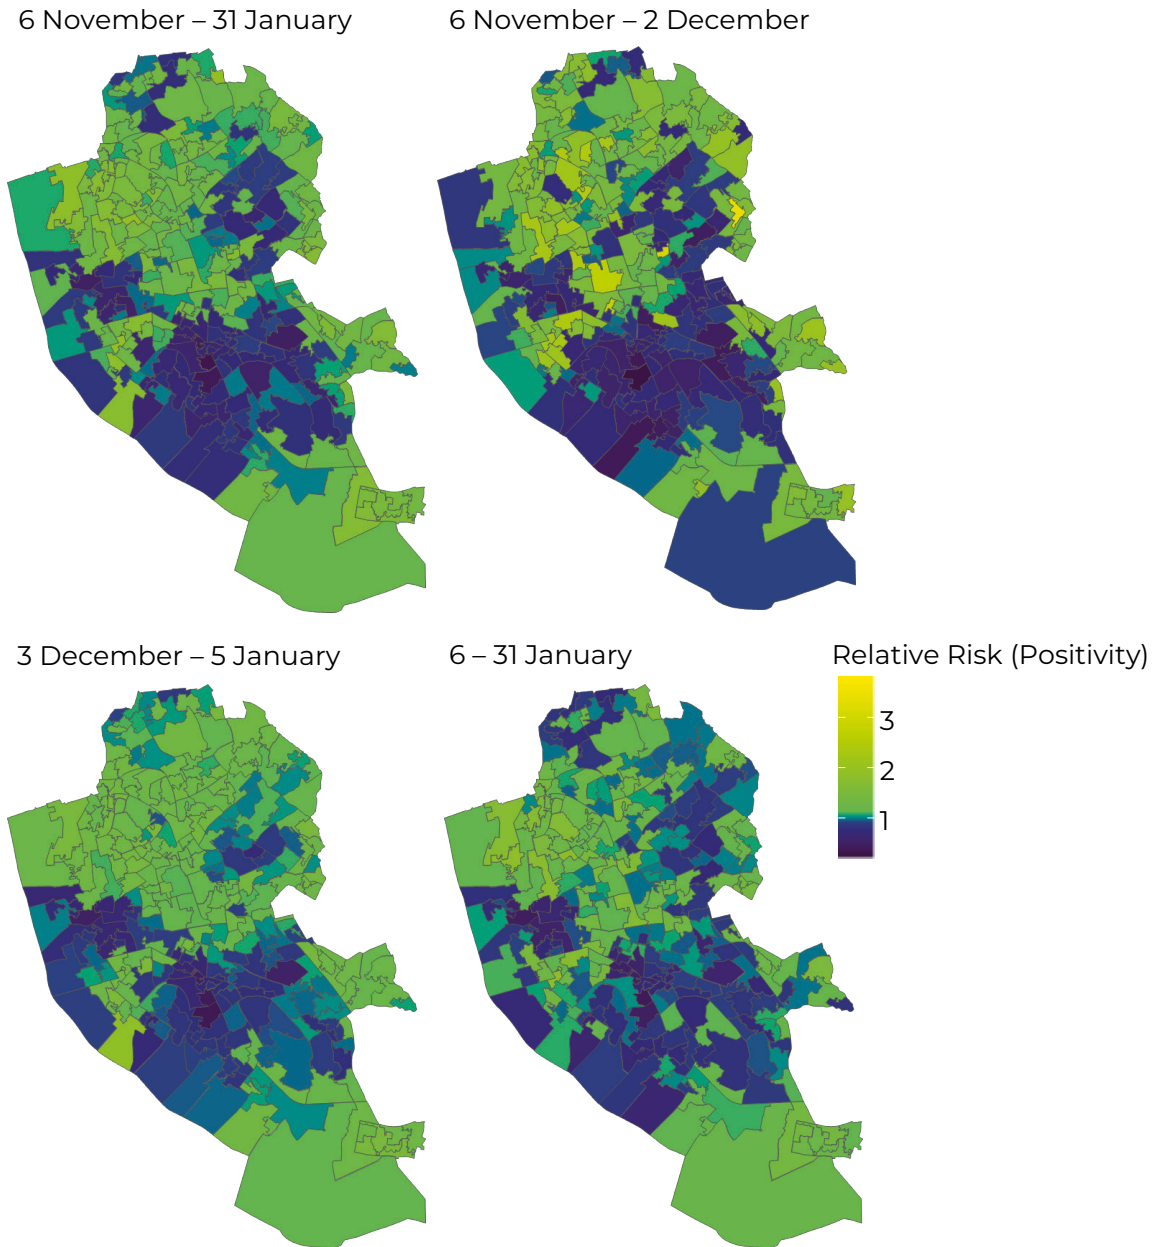 6 November – 31 January
6 November – 2 December
3 December – 5 January
6 – 31 January
Relative Risk (Positivity)
3
2
1